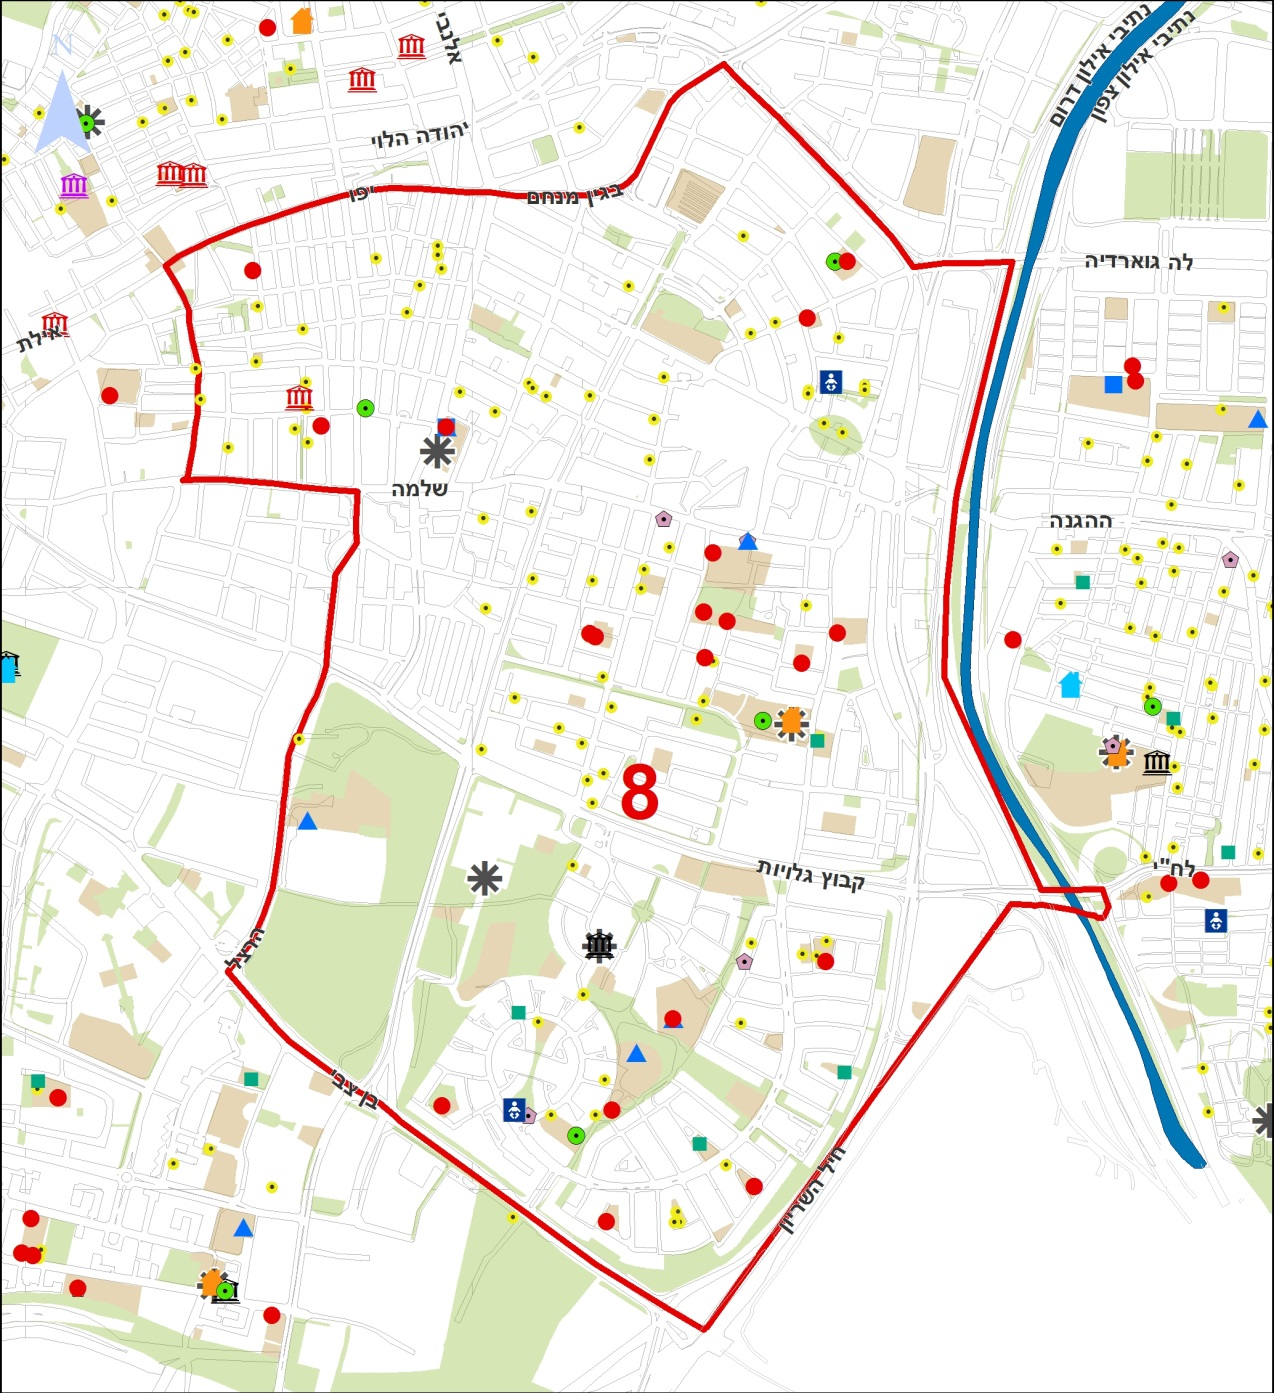 N
אלנבי
נתיבי איילון דרום
נתיבי איילון צפון
יהודה הלוי
יפו
בגין מנחם
לה גוארדיה
אילת
שלמה
ההגנה
8
קבוץ גלויות
לח"י
הרצל
בן צבי
חיל השריון